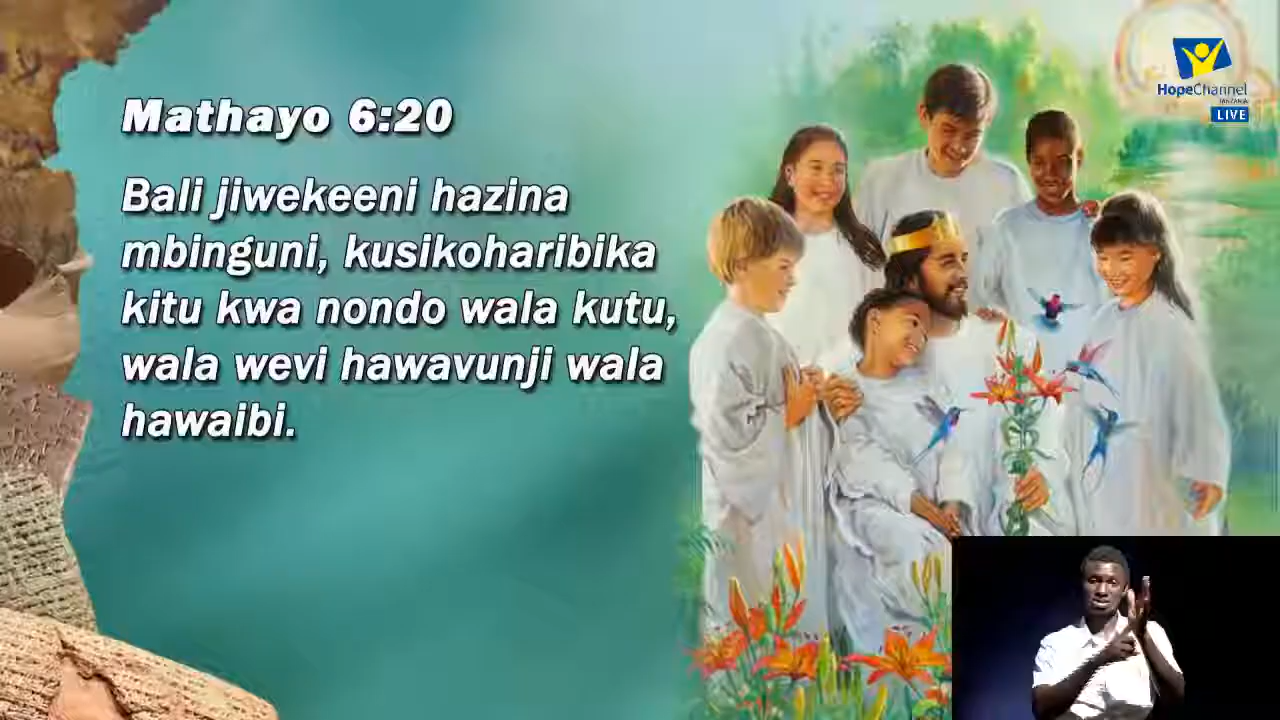 Mathayo 6:20
Bali jiwekeeni hazina
mbinguni, kusikoharibika
kitu kwa nondo wala kutu,
wala wevi hawavunji wala
hawaibi.
HopeChannel
TANZANIA
LIVE